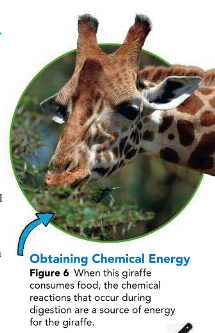 Obtaining Chemical Energy
Figure 6 When this giraffe
consumes food, the chemical
reactions that occur during
digestion are a source of energy
for the giraffe.